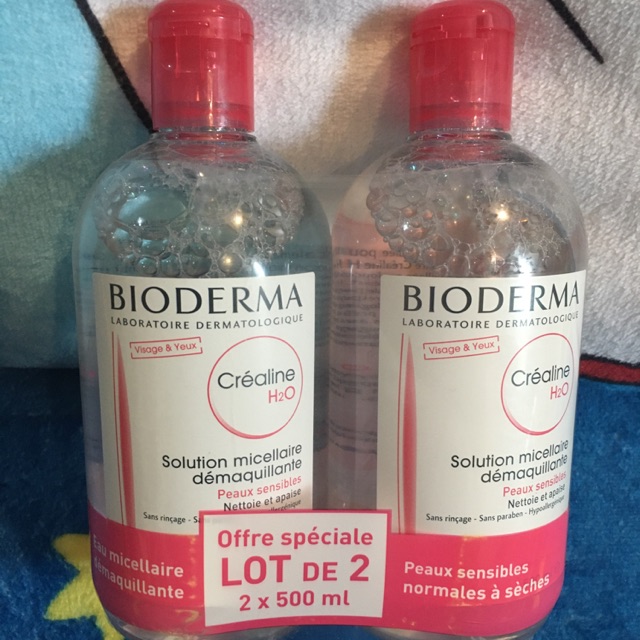 BIODERMA
LABORATOIRE DERMATOLOGIQUE
Visage & Yeux
Créaline
H2O
Solution micellaire
démaquillante
Peaux sensibles
Nettoie et apaise
Sans rinçage -
BIODERMA
LABORATOIRE DERMATOLOGIQUE
Visage & Yeux
Créaline
H2O
Solution micellaire
démaquillante
Peaux sensibles
Nettoie et apaise
Sans rinçage - Sans paraben - Hypoallergénique
Eau micellaire
démaquillante
Offre spéciale
LOT DE 2
2 x 500 ml
Peaux sensibles
normales à sèches